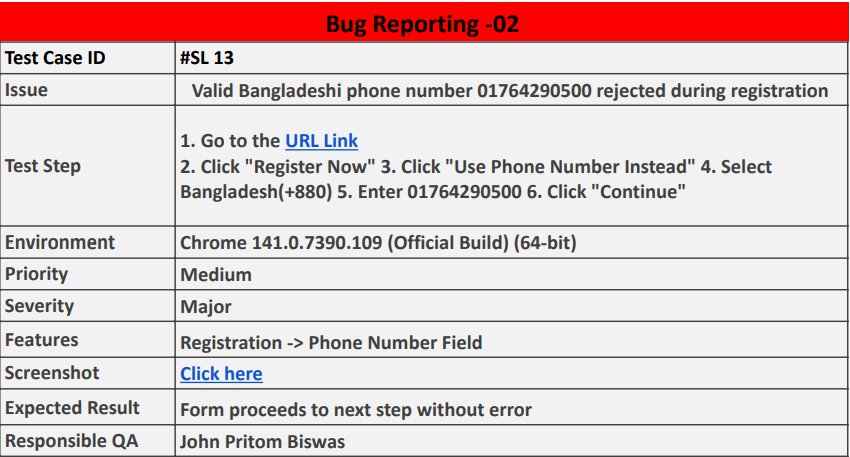 Bug Reporting -02
Test Case ID #SL 13
Issue Valid Bangladeshi phone number 01764290500 rejected during registration
Test Step
1. Go to the URL Link
2. Click "Register Now" 3. Click "Use Phone Number Instead" 4. Select
Bangladesh(+880) 5. Enter 01764290500 6. Click "Continue"
Environment Chrome 141.0.7390.109 (Official Build) (64-bit)
Priority Medium
Severity Major
Features Registration -> Phone Number Field
Screenshot Click here
Expected Result Form proceeds to next step without error
Responsible QA John Pritom Biswas